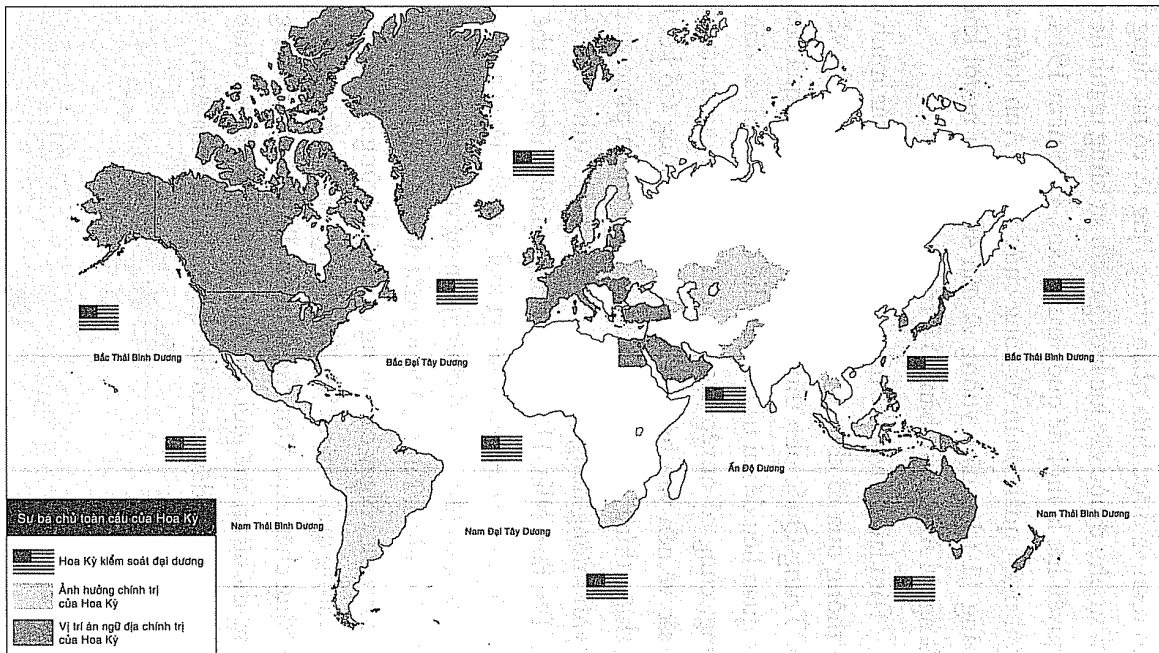 Bắc Thái Bình Dương
Bắc Đại Tây Dương
Bắc Thái Bình Dương
Ấn Độ Dương
Nam Thái Bình Dương
Nam Đại Tây Dương
Nam Thái Bình Dương
Sự bá chủ toàn cầu của Hoa Kỳ
Hoa Kỳ kiểm soát đại dương
Ảnh hưởng chính trị
của Hoa Kỳ
Vị trí án ngữ địa chính trị
của Hoa Kỳ